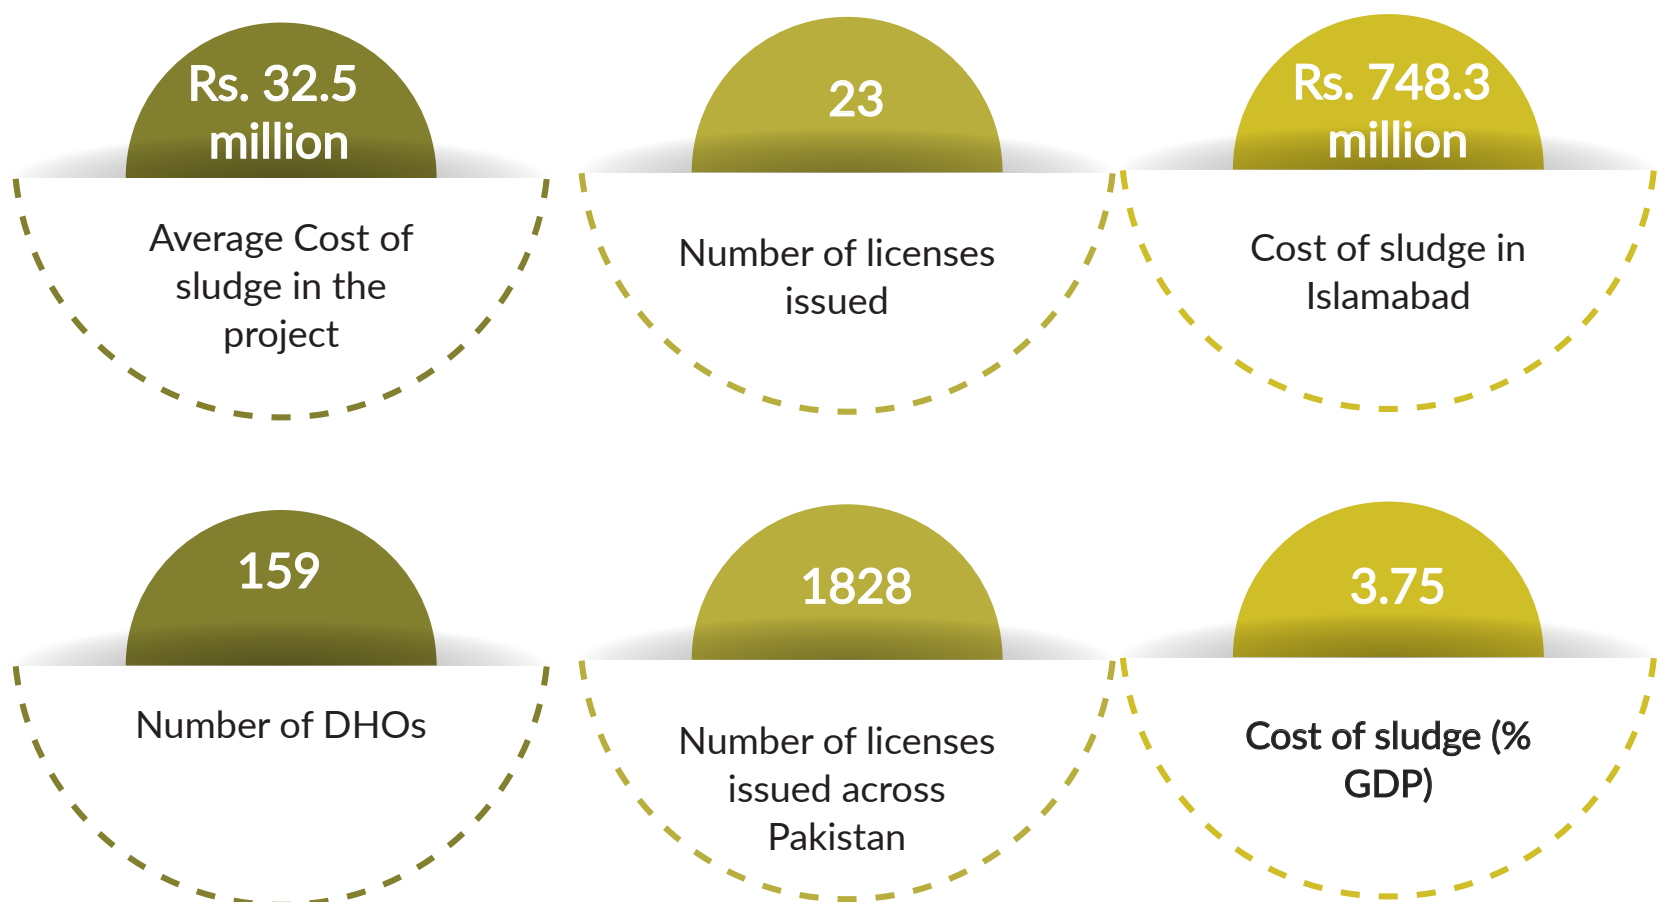 Rs. 32.5
million
Average Cost of
sludge in the
project
23
Number of licenses
issued
Rs. 748.3
million
Cost of sludge in
Islamabad
159
Number of DHOs
1828
Number of licenses
issued across
Pakistan
3.75
Cost of sludge (%
GDP)